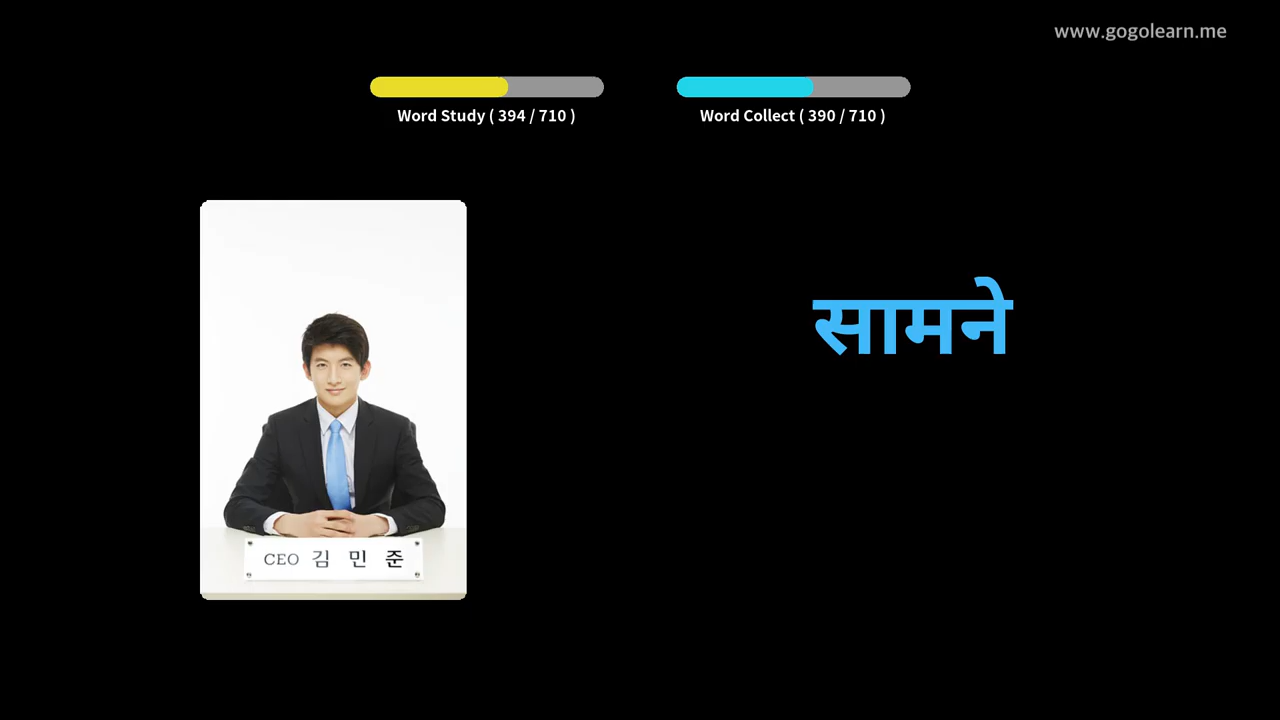 www.gogolearn.me
Word Study ( 394 / 710 )
Word Collect ( 390 / 710 )
सामने
CEO 김 민 준